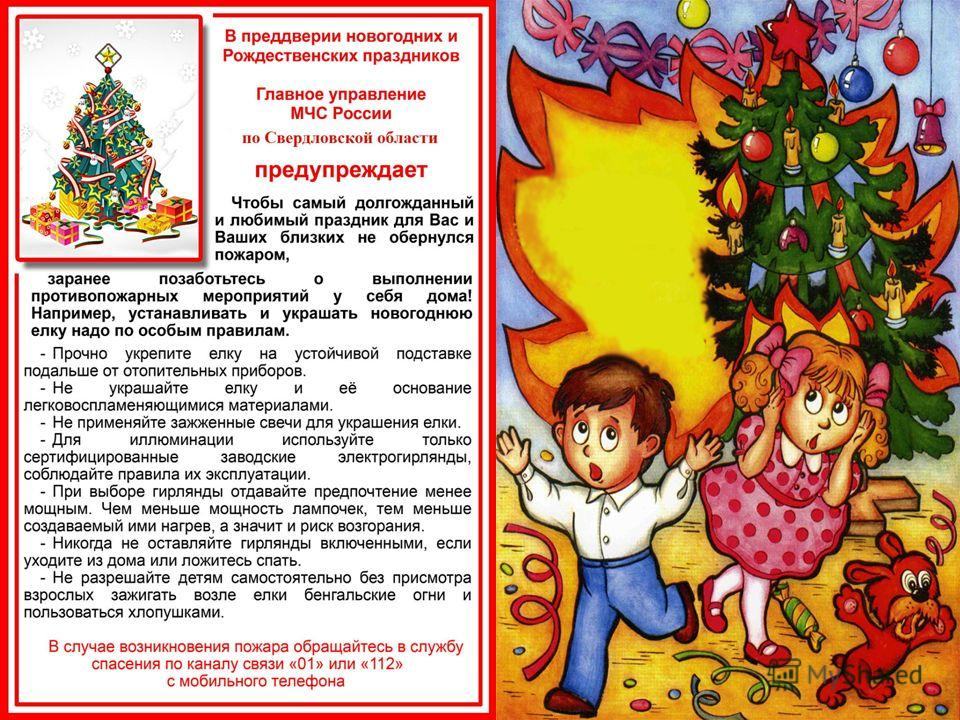 В преддверии новогодних и
Рождественских праздников
Главное управление
МЧС России
по Свердловской области
предупреждает
Чтобы самый долгожданный
и любимый праздник для Вас и
Ваших близких не обернулся
пожаром,
заранее позаботьтесь о выполнении
противопожарных мероприятий у себя дома!
Например, устанавливать и украшать новогоднюю
елку надо по особым правилам.
- Прочно укрепите елку на устойчивой подставке
подальше от отопительных приборов.
- Не украшайте елку и её основание
легковоспламеняющимися материалами.
- Не применяйте зажженные свечи для украшения елки.
- Для иллюминации используйте только
сертифицированные заводские электрогирлянды,
соблюдайте правила их эксплуатации.
- При выборе гирлянды отдавайте предпочтение менее
мощным. Чем меньше мощность лампочек, тем меньше
создаваемый ими нагрев, а значит и риск возгорания.
- Никогда не оставляйте гирлянды включенными, если
уходите из дома или ложитесь спать.
- Не разрешайте детям самостоятельно без присмотра
взрослых зажигать возле елки бенгальские огни и
пользоваться хлопушками.
В случае возникновения пожара обращайтесь в службу
спасения по каналу связи «01» или «112»
с мобильного телефона
MyShared